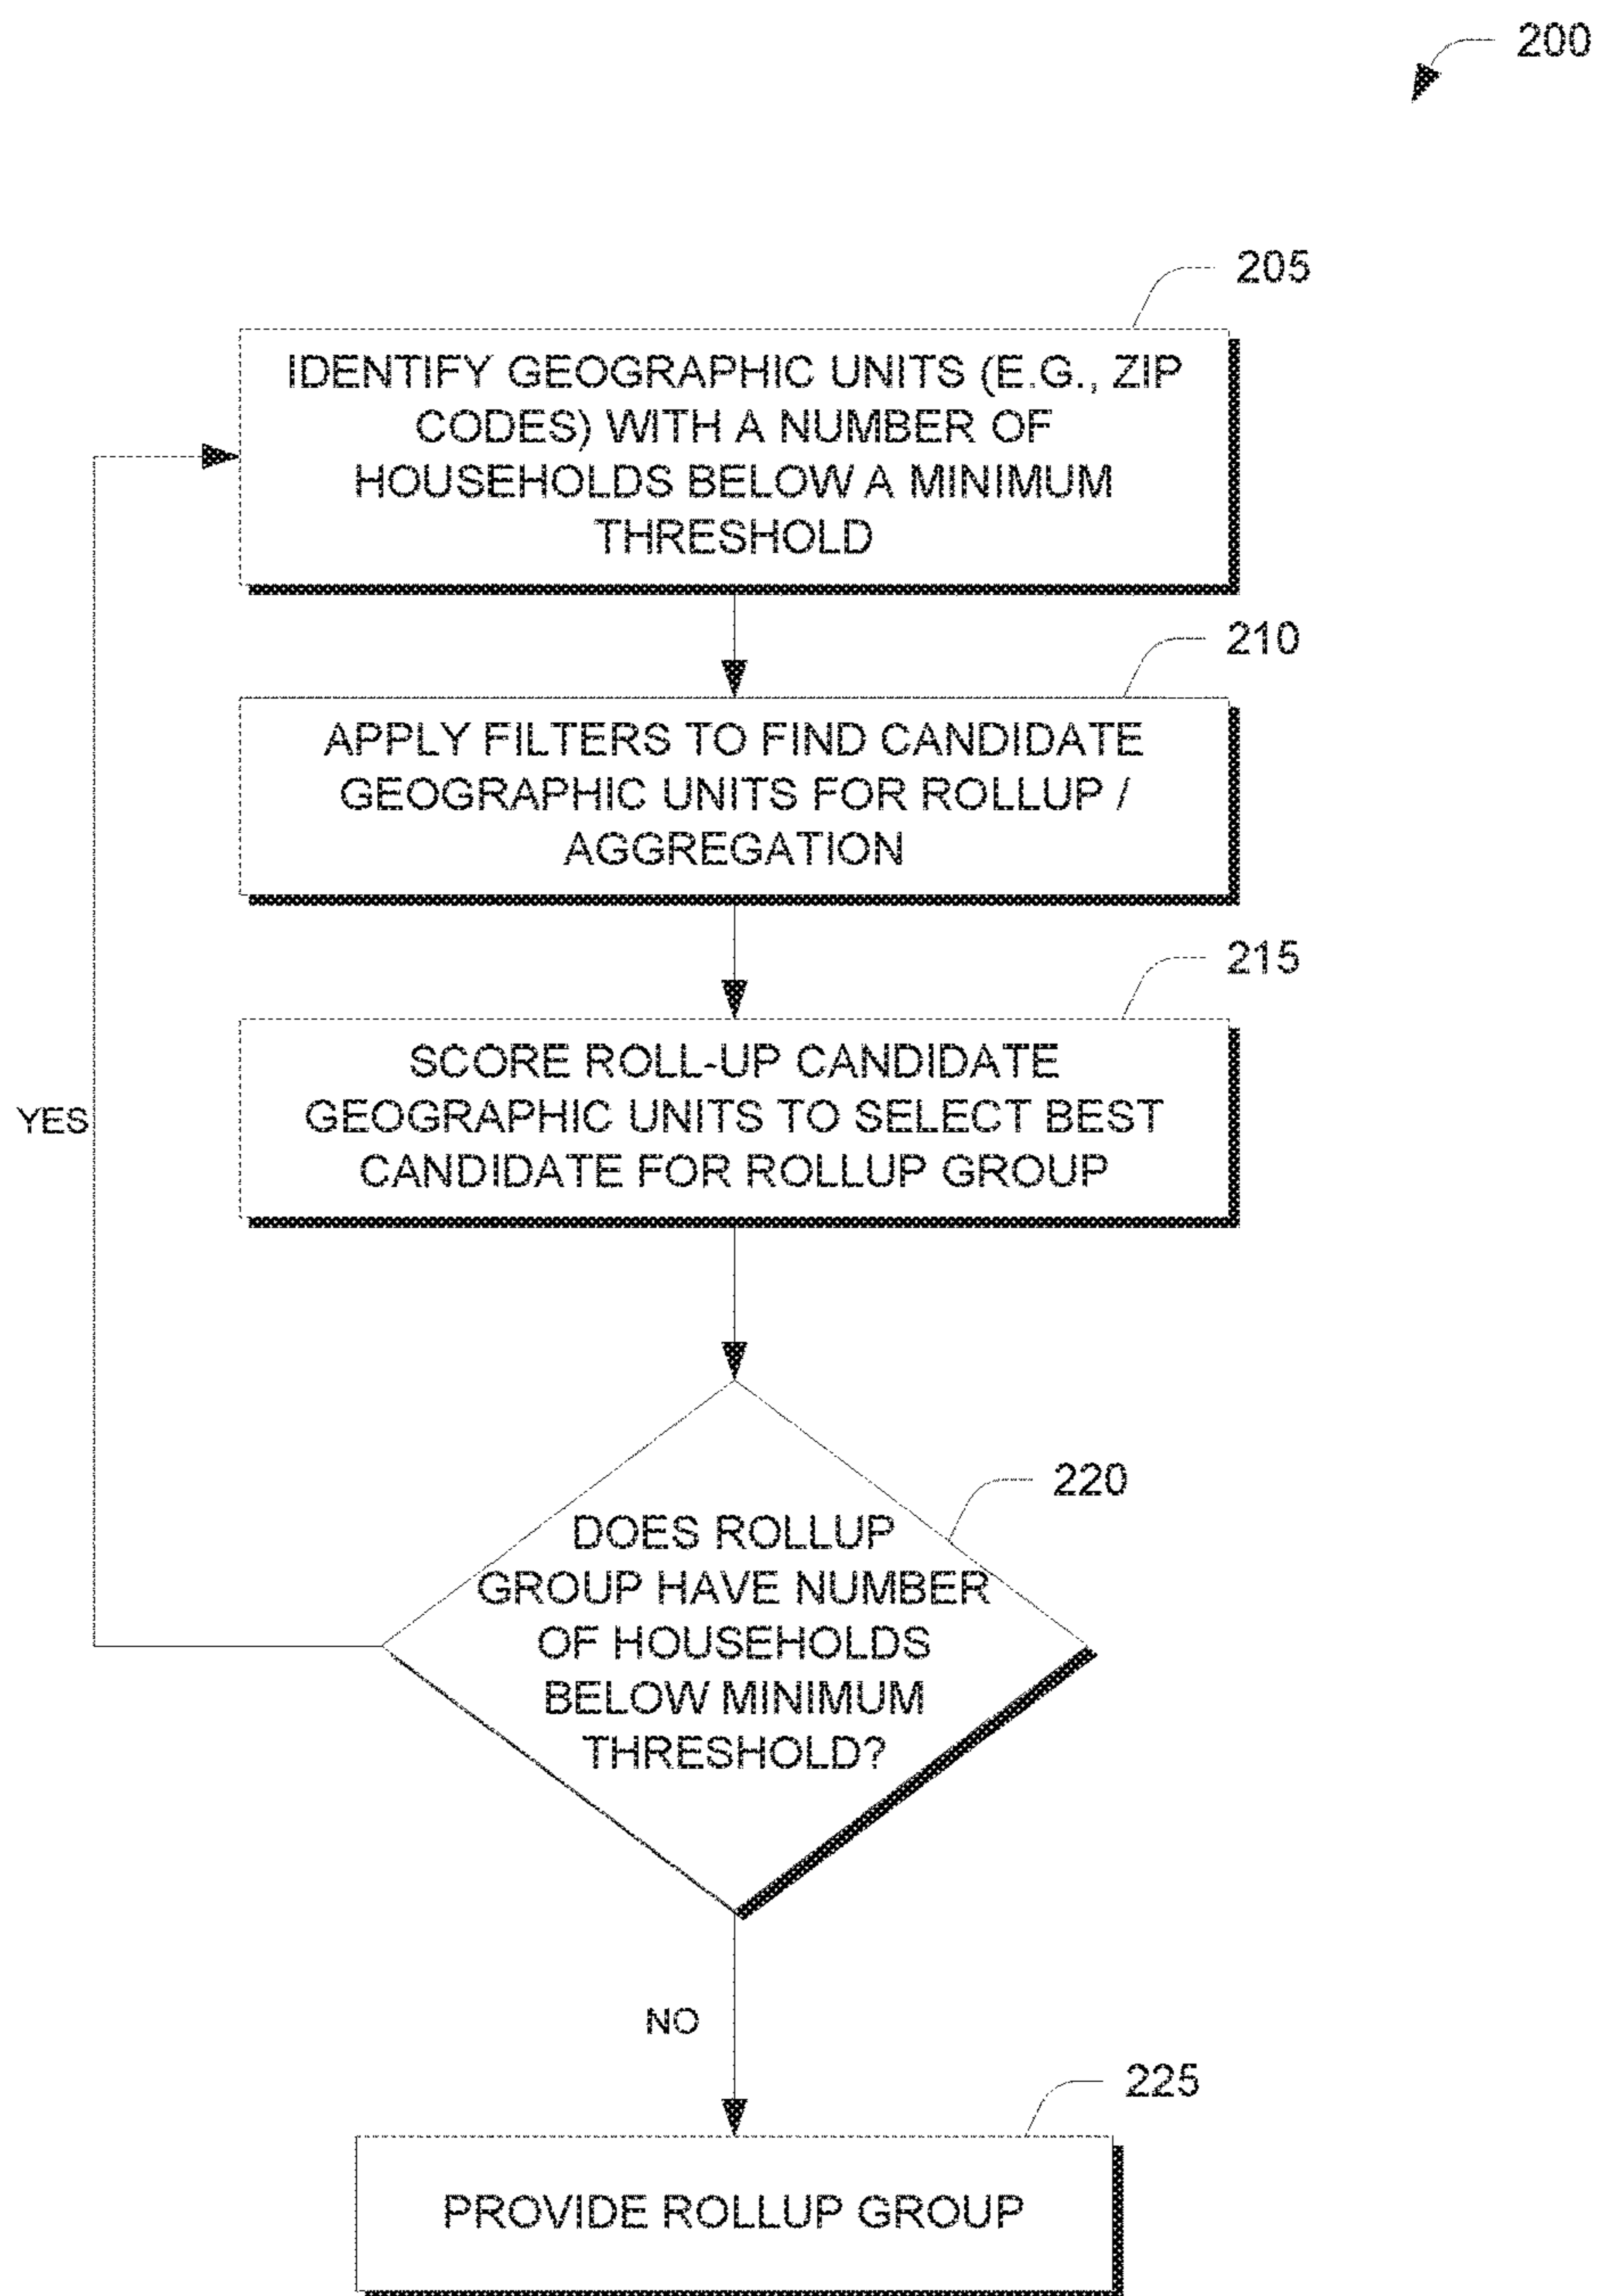 200
205
IDENTIFY GEOGRAPHIC UNITS (E.G., ZIP
CODES) WITH A NUMBER OF
HOUSEHOLDS BELOW A MINIMUM
THRESHOLD
210
APPLY FILTERS TO FIND CANDIDATE
GEOGRAPHIC UNITS FOR ROLLUP /
AGGREGATION
215
SCORE ROLL-UP CANDIDATE
GEOGRAPHIC UNITS TO SELECT BEST
CANDIDATE FOR ROLLUP GROUP
YES
220
DOES ROLLUP
GROUP HAVE NUMBER
OF HOUSEHOLDS
BELOW MINIMUM
THRESHOLD?
NO
225
PROVIDE ROLLUP GROUP